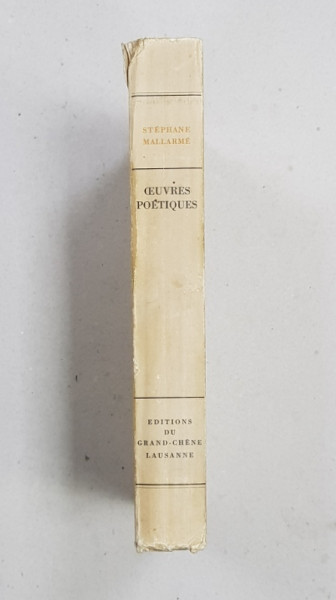 STÉPHANE
MALLARMÉ
ŒUVRES
POÉTIQUES
EDITIONS
DU
GRAND-CHÊNE
LAUSANNE